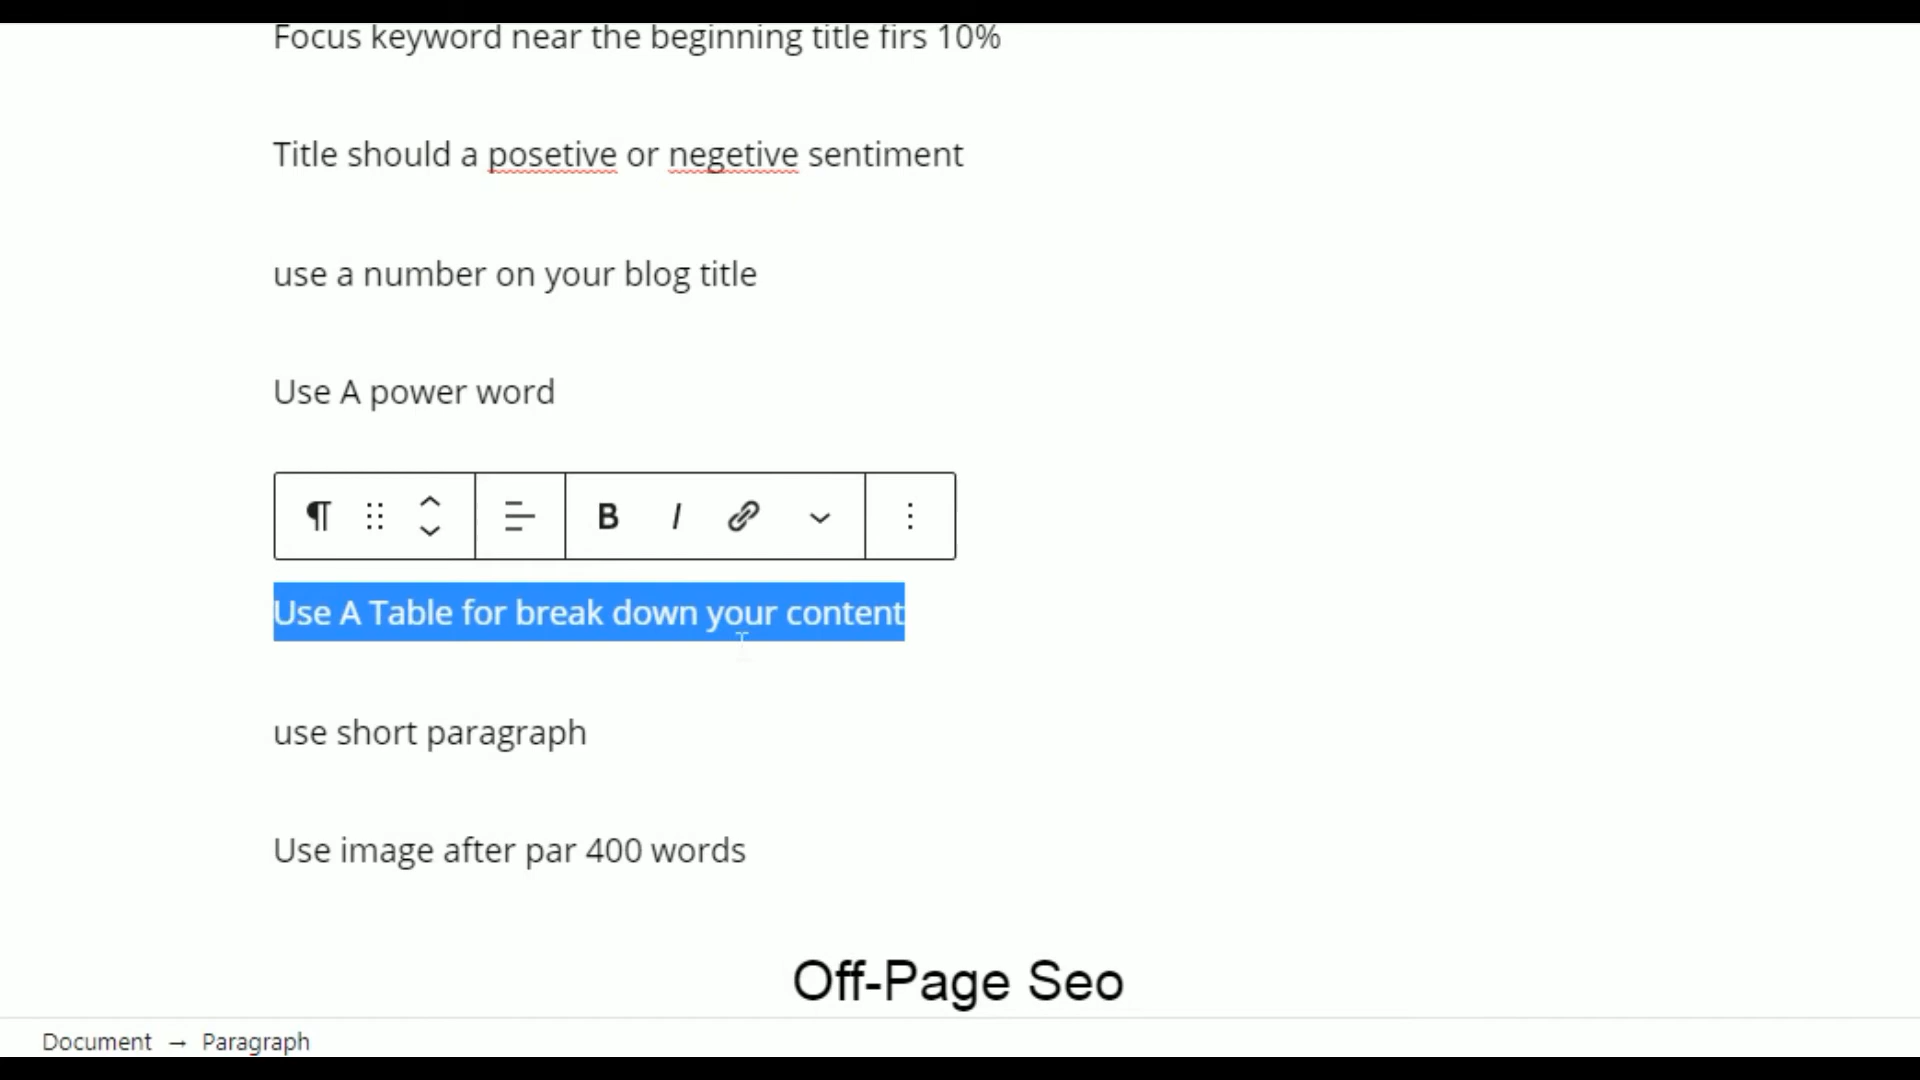 Focus keyword near the beginning title firs 10%
Title should a posetive or negetive sentiment
use a number on your blog title
Use A power word
B I
Use A Table for break down your content
use short paragraph
Use image after par 400 words
Off-Page Seo
Document → Paragraph